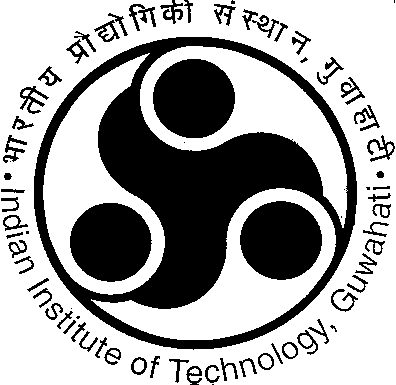 भारतीय प्रौद्योगिकी संस्थान, गुवाहाटी
Indian Institute of Technology, Guwahati